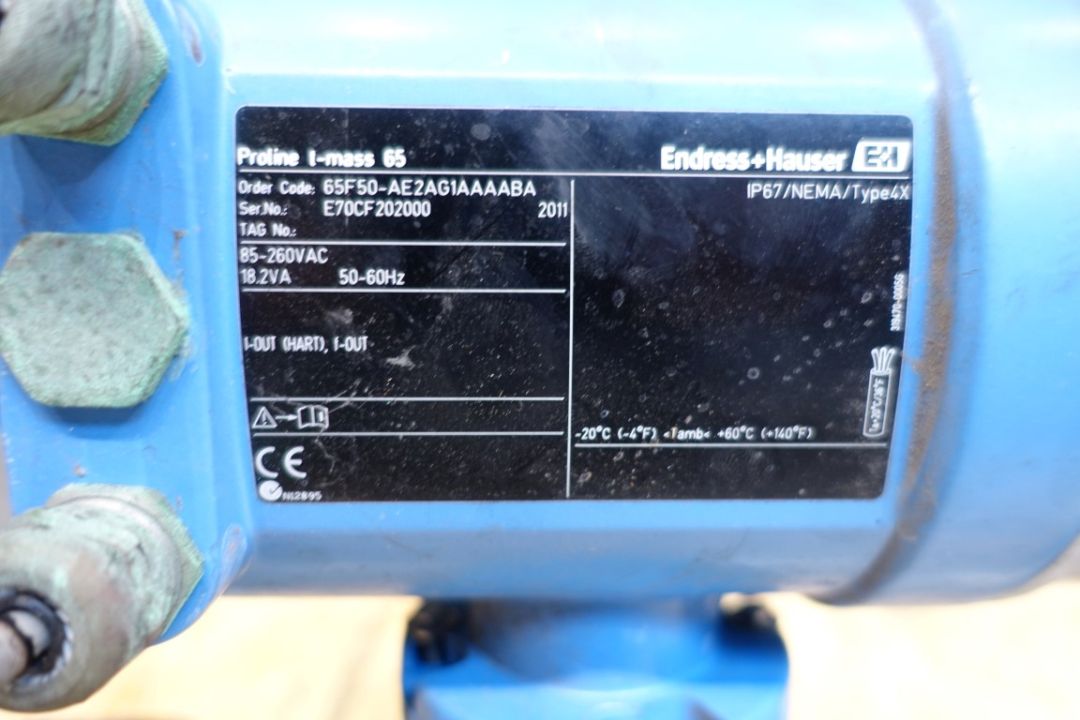 Proline t-mass 65
Endress+Hauser E+H
Order Code: 65F50-AE2AG1AAAABA
IP67/NEMA/Type4X
Ser.No.: E70CF202000 2011
TAG No.:
85-260VAC
18.2VA 50-60Hz
I-OUT (HART), I-OUT
-20°C (-4°F) <Tamb< +60°C (+140°F)
CE
N12895